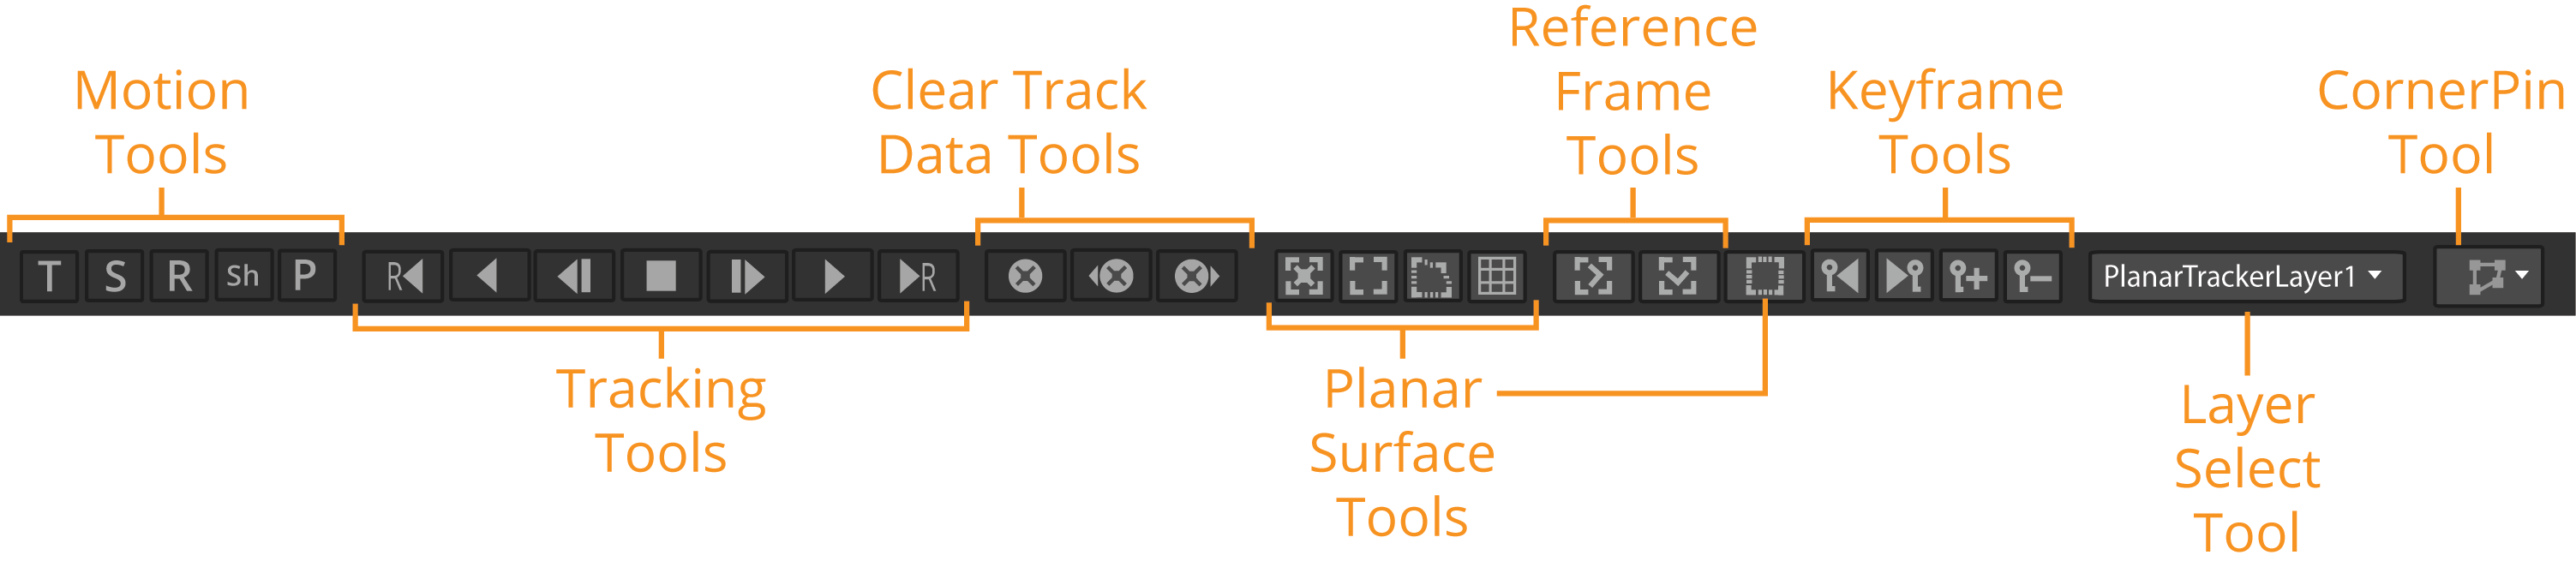 Motion
Tools
Clear Track
Data Tools
Reference
Frame
Tools
Keyframe
Tools
CornerPin
Tool
T S R Sh P R R PlanarTrackerLayer1
Tracking
Tools
Planar
Surface
Tools
Layer
Select
Tool